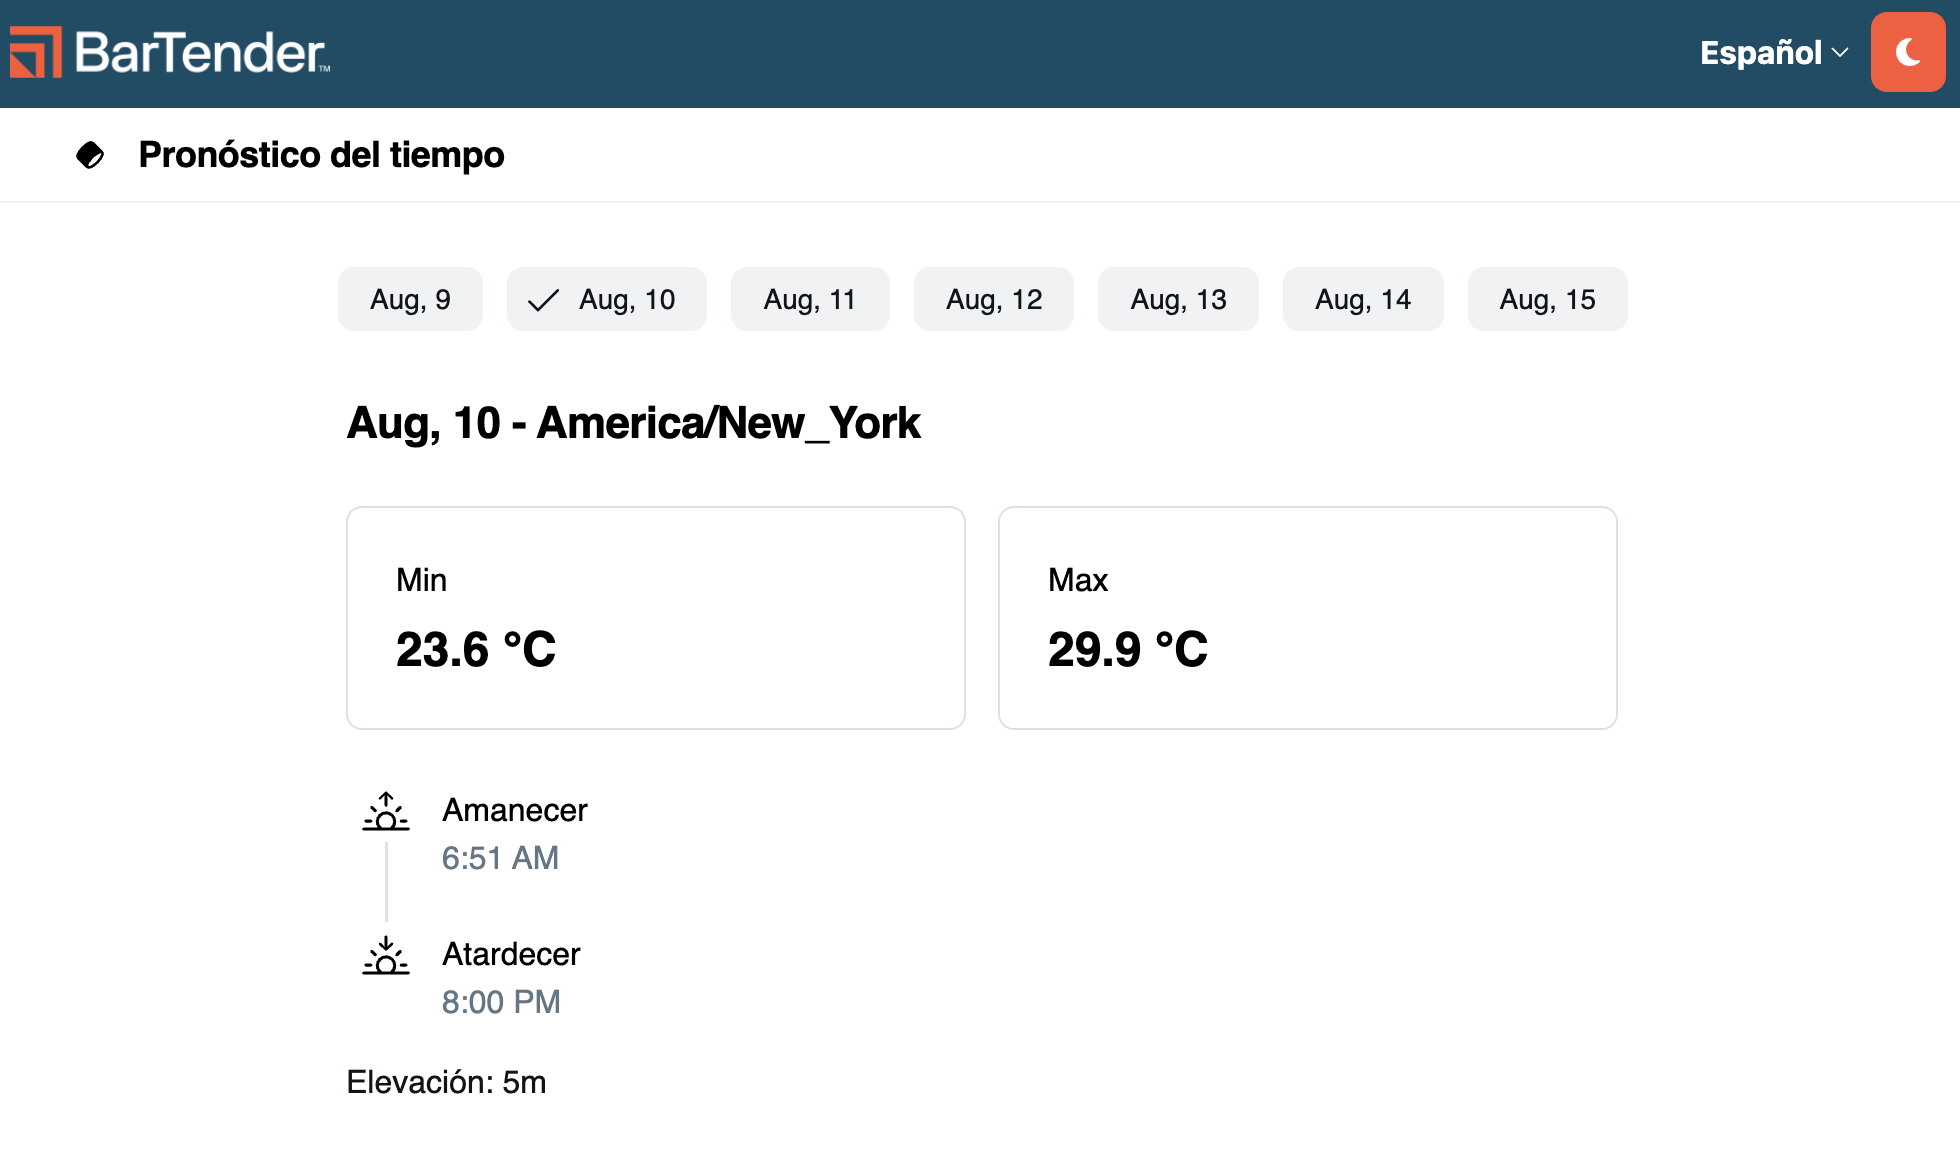 BarTender™
Español
Pronóstico del tiempo
Aug, 9
Aug, 10
Aug, 11
Aug, 12
Aug, 13
Aug, 14
Aug, 15
Aug, 10 - America/New_York
Min
23.6 °C
Max
29.9 °C
Amanecer
6:51 AM
Atardecer
8:00 PM
Elevación: 5m